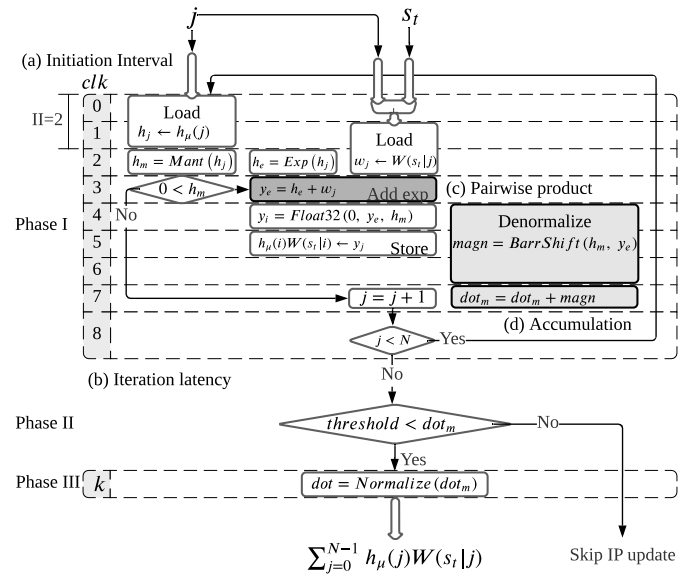 j
s_t
(a) Initiation Interval
clk
0
Load
h_j ← h_μ(j)
II=2
1
Load
w_j ← W(s_t|j)
2
h_m = Mant(h_j)
h_e = Exp(h_j)
3
0 < h_m
y_e = h_e + w_j
Add exp
(c) Pairwise product
No
4
y_i = Float32(0, y_e, h_m)
Denormalize
magn = BarrShift(h_m, y_e)
Phase I
5
h_μ(i)W(s_t|i) ← y_j
Store
6
7
j = j + 1
dot_m = dot_m + magn
(d) Accumulation
8
j < N
Yes
(b) Iteration latency
No
Phase II
threshold < dot_m
No
Yes
Phase III
k
dot = Normalize(dot_m)
∑_{j=0}^{N−1} h_μ(j)W(s_t|j)
Skip IP update